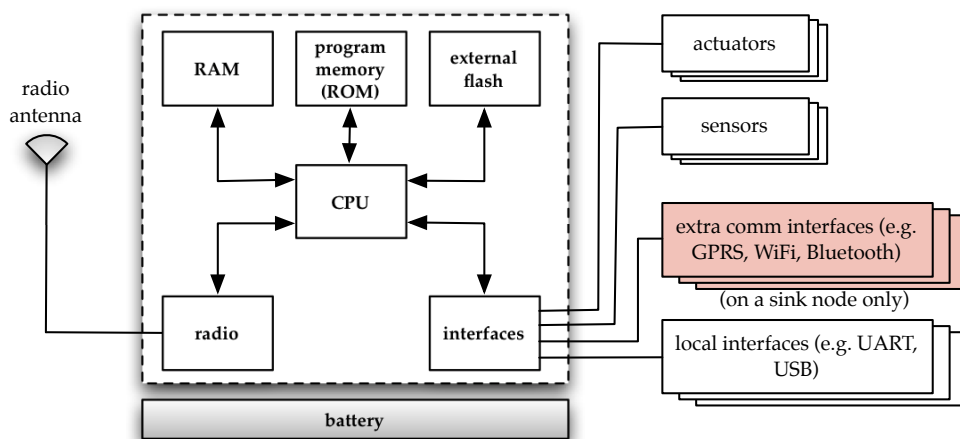 radio
antenna
RAM
program
memory
(ROM)
external
flash
CPU
radio
interfaces
battery
actuators
sensors
extra comm interfaces (e.g.
GPRS, WiFi, Bluetooth)
(on a sink node only)
local interfaces (e.g. UART,
USB)